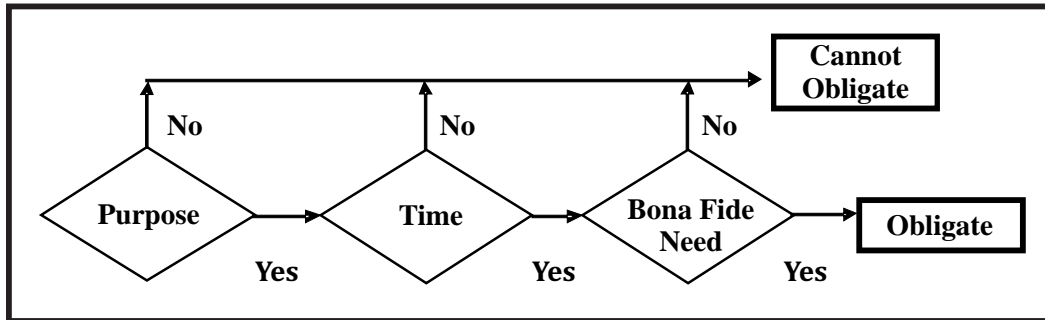 Cannot
Obligate
No
No
No
Purpose
Time
Bona Fide
Need
Obligate
Yes
Yes
Yes